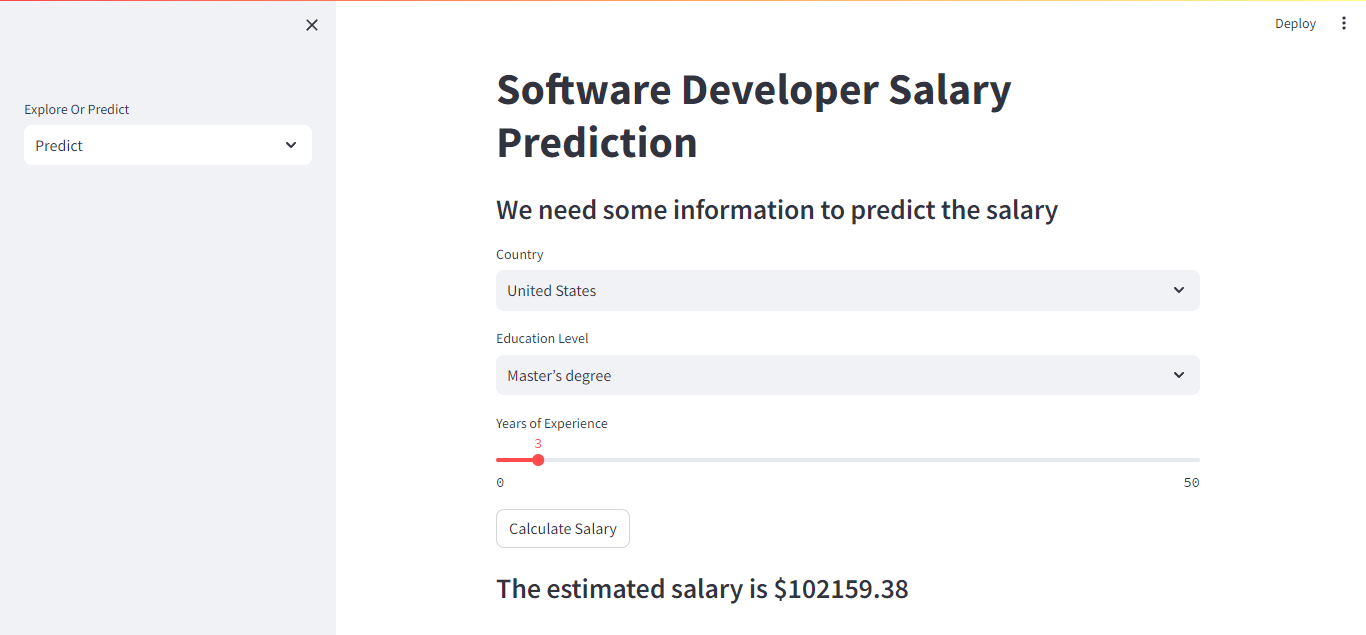 Deploy
Explore Or Predict
Predict
Software Developer Salary
Prediction
We need some information to predict the salary
Country
United States
Education Level
Master’s degree
Years of Experience
3
0
50
Calculate Salary
The estimated salary is $102159.38